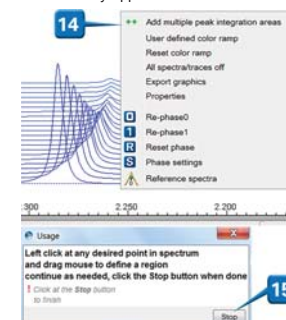 14
Add multiple peak integration areas
User defined color ramp
Reset color ramp
All spectra/traces off
Export graphics
Properties
0 Re-phase0
1 Re-phase1
R Reset phase
S Phase settings
Reference spectra
:300 2.250 2.200
Usage
Left click at any desired point in spectrum
and drag mouse to define a region
continue as needed, click the Stop button when done
! Click at the Stop button
to finish
15
Stop